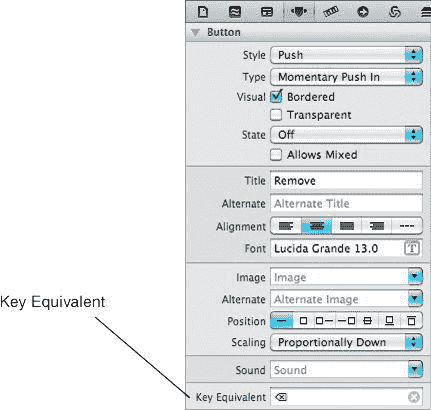 Button
Style Push
Type Momentary Push In
Visual Bordered
Transparent
State Off
Allows Mixed
Title Remove
Alternate Alternate Title
Alignment
Font Lucida Grande 13.0 T
Image Image
Alternate Alternate Image
Position
Scaling Proportionally Down
Sound Sound
Key Equivalent
Key Equivalent ⌫